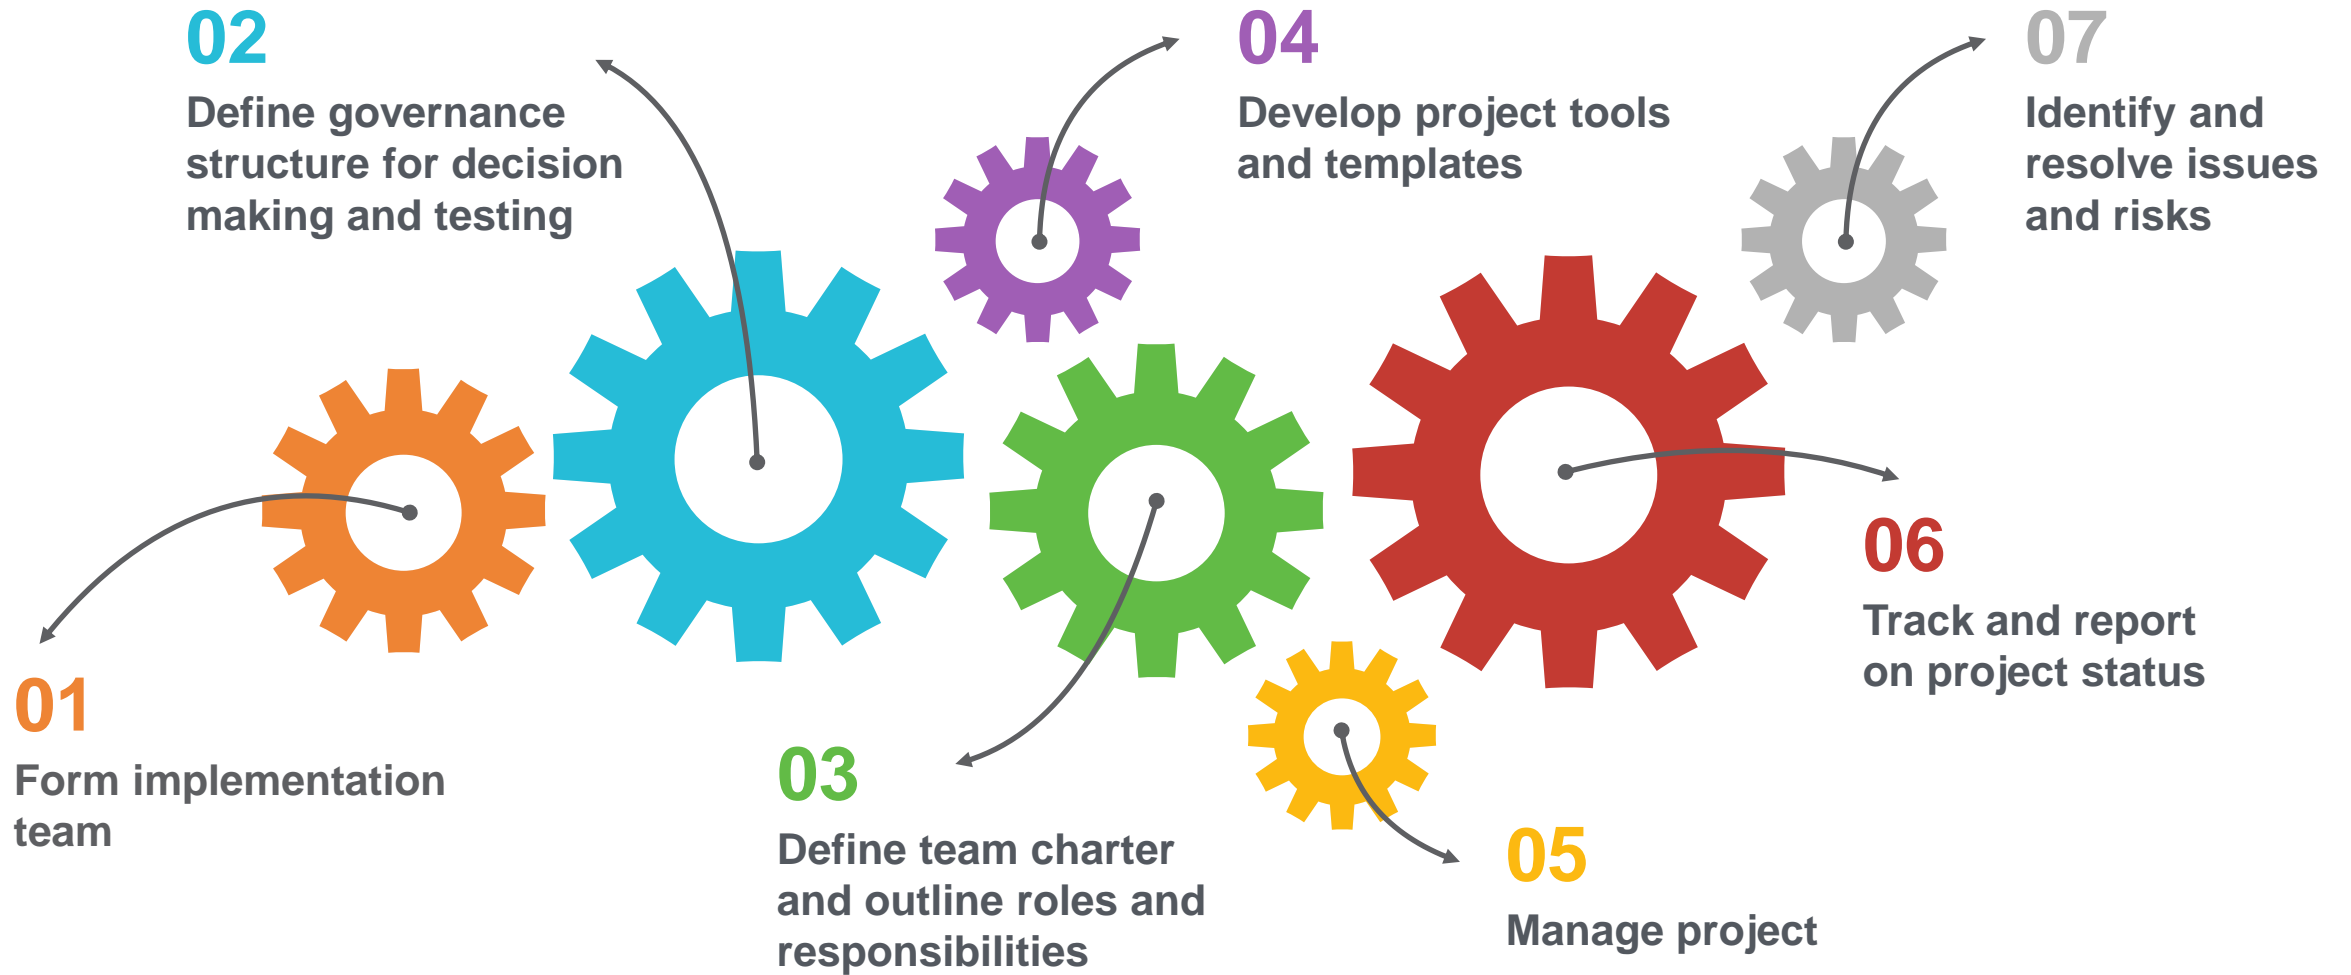 01
Form implementation
team
02
Define governance
structure for decision
making and testing
03
Define team charter
and outline roles and
responsibilities
04
Develop project tools
and templates
05
Manage project
06
Track and report
on project status
07
Identify and
resolve issues
and risks